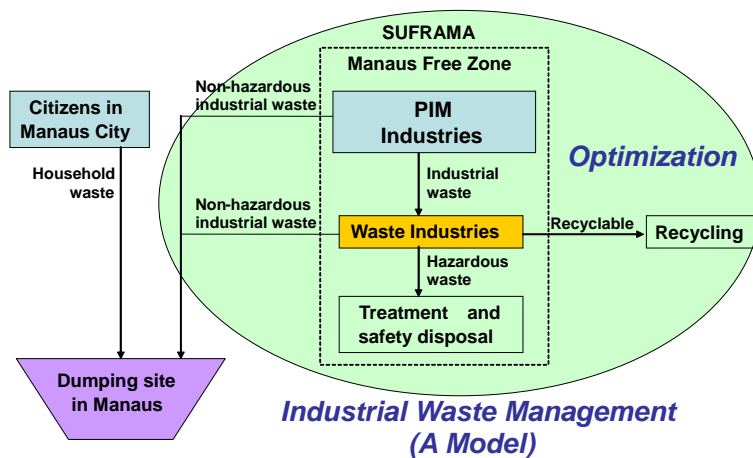 SUFRAMA
Manaus Free Zone
Non-hazardous
industrial waste
Citizens in
Manaus City
PIM
Industries
Optimization
Household
waste
Industrial
waste
Non-hazardous
industrial waste
Waste Industries
Recyclable
Recycling
Hazardous
waste
Treatment and
safety disposal
Dumping site
in Manaus
Industrial Waste Management
(A Model)